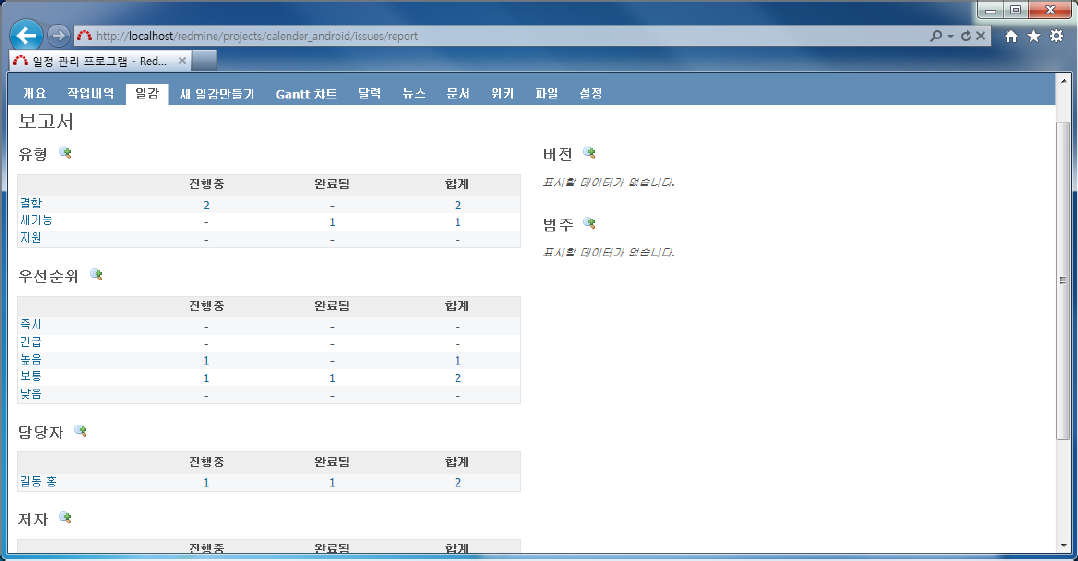 http://localhost/redmine/projects/calender_android/issues/report
일정 관리 프로그램 - Red...
개요 작업내역 일감 새 일감만들기 Gantt 챠트 달력 뉴스 문서 위키 파일 설정
보고서
유형
진행중 완료됨 합계
결함 2 - 2
새기능 - 1 1
지원 - - -
우선순위
진행중 완료됨 합계
즉시 - - -
긴급 - - -
높음 1 - 1
보통 1 1 2
낮음 - - -
담당자
진행중 완료됨 합계
길동 홍 1 1 2
저자
진행중 완료됨 합계
버전
표시할 데이터가 없습니다.
범주
표시할 데이터가 없습니다.